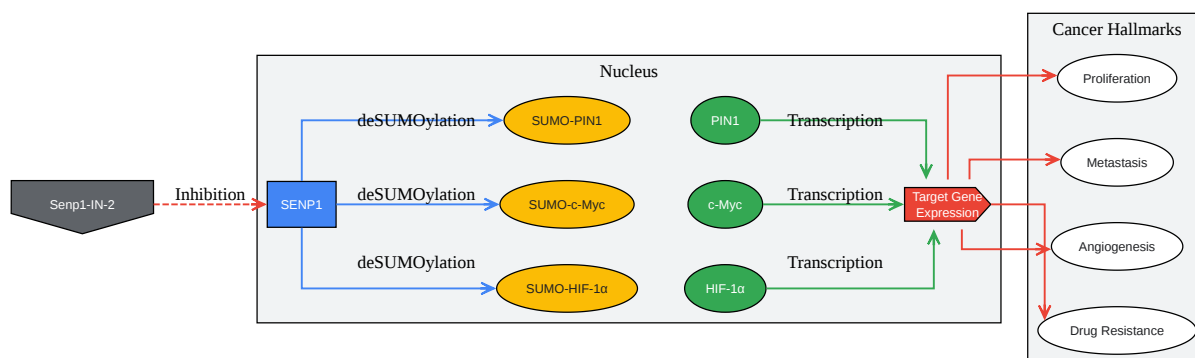 Cancer Hallmarks
Nucleus
Proliferation
deSUMOylation
SUMO-PIN1
PIN1
Transcription
Metastasis
Senp1-IN-2
Inhibition
SENP1
deSUMOylation
SUMO-c-Myc
c-Myc
Transcription
Target Gene
Expression
Angiogenesis
deSUMOylation
SUMO-HIF-1α
HIF-1α
Transcription
Drug Resistance